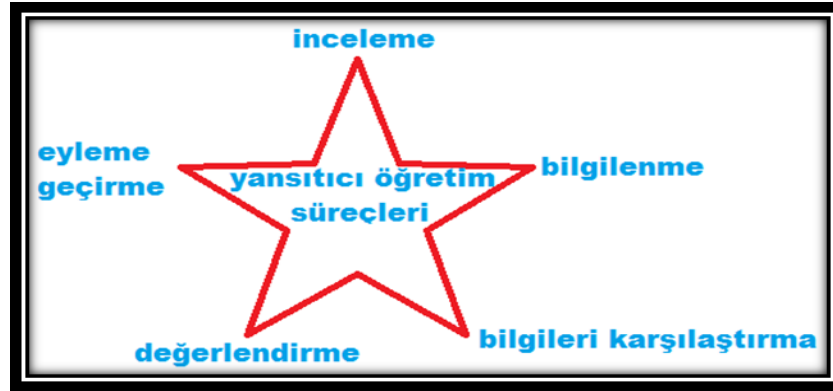 inceleme
eyleme
geçirme
yansıtıcı öğretim
süreçleri
bilgilenme
değerlendirme
bilgileri karşılaştırma